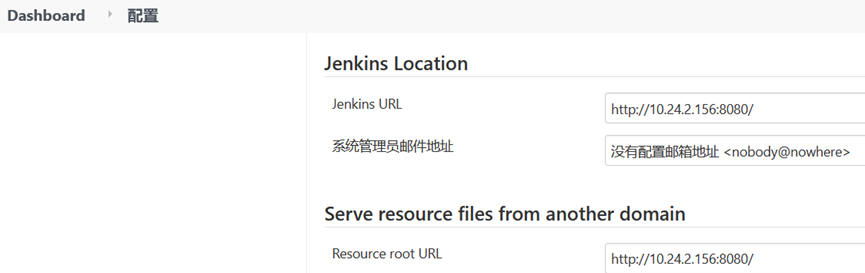 Dashboard 配置
Jenkins Location
Jenkins URL http://10.24.2.156:8080/
系统管理员邮件地址 没有配置邮箱地址 <nobody@nowhere>
Serve resource files from another domain
Resource root URL http://10.24.2.156:8080/